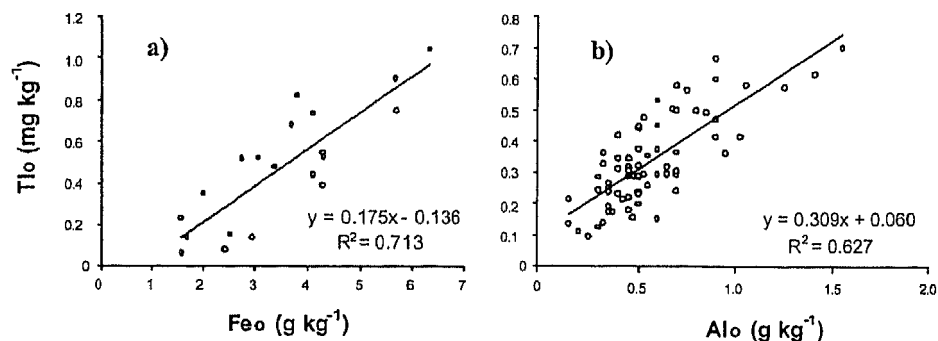 a)
Tlo (mg kg⁻¹)
1.2
1.0
0.8
0.6
0.4
0.2
0
y = 0.175x - 0.136
R² = 0.713
0 1 2 3 4 5 6 7
Feo (g kg⁻¹)
b)
0.8
0.7
0.6
0.5
0.4
0.3
0.2
0.1
0
y = 0.309x + 0.060
R² = 0.627
0 0.5 1.0 1.5 2.0
Alo (g kg⁻¹)